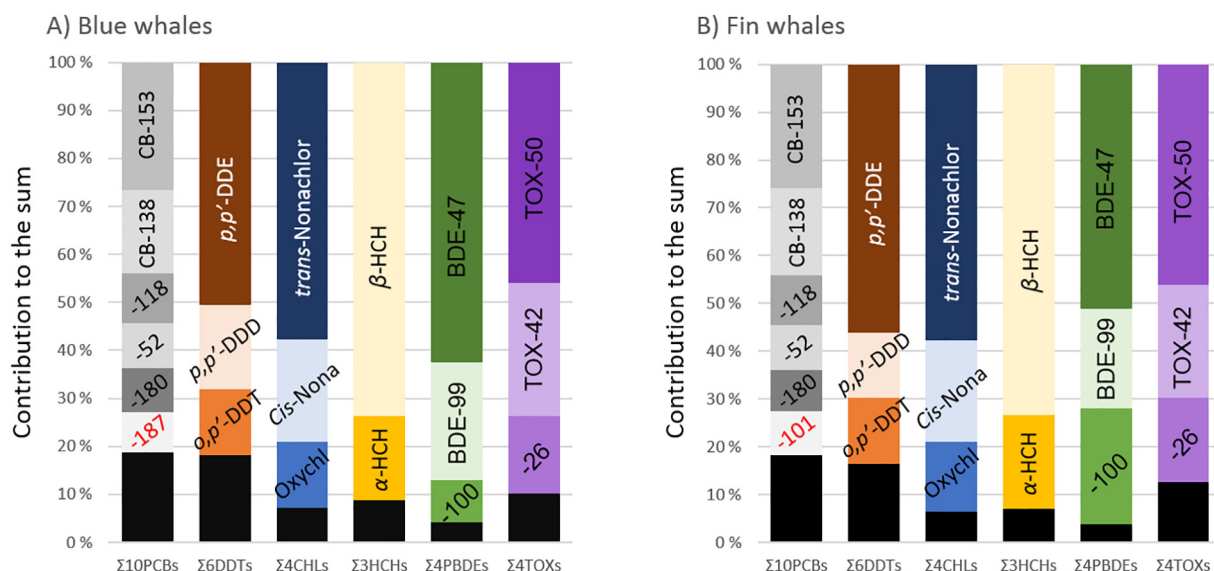 A) Blue whales
Contribution to the sum
100 %
90 %
80 %
70 %
60 %
50 %
40 %
30 %
20 %
10 %
0 %
CB-153
CB-138
-118
-52
-180
-187
p,p′-DDE
p,p′-DDD
o,p′-DDT
trans-Nonachlor
Cis-Nona
Oxychl
β-HCH
α-HCH
BDE-47
BDE-99
-100
TOX-50
TOX-42
-26
Σ10PCBs Σ6DDTs Σ4CHLs Σ3HCHs Σ4PBDEs Σ4TOXs
B) Fin whales
Contribution to the sum
100 %
90 %
80 %
70 %
60 %
50 %
40 %
30 %
20 %
10 %
0 %
CB-153
CB-138
-118
-52
-180
-101
p,p′-DDE
p,p′-DDD
o,p′-DDT
trans-Nonachlor
Cis-Nona
Oxychl
β-HCH
α-HCH
BDE-47
BDE-99
-100
TOX-50
TOX-42
-26
Σ10PCBs Σ6DDTs Σ4CHLs Σ3HCHs Σ4PBDEs Σ4TOXs